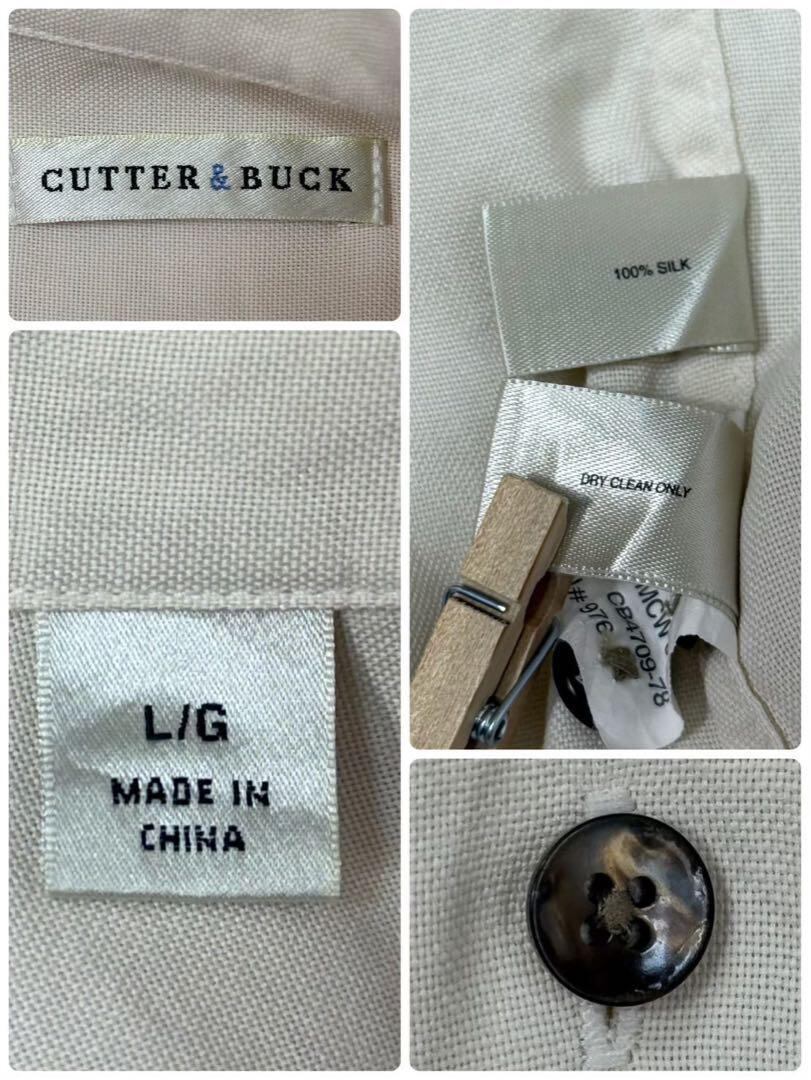 CUTTER & BUCK
L/G
MADE IN
CHINA
100% SILK
DRY CLEAN ONLY
CB4709-78